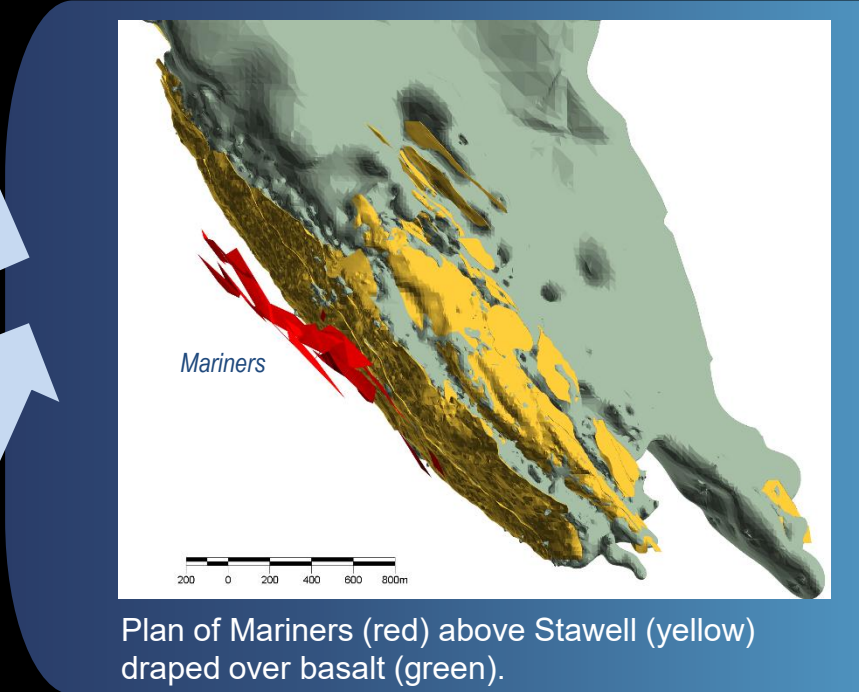 Mariners
200 0 200 400 600 800m
Plan of Mariners (red) above Stawell (yellow)
draped over basalt (green).